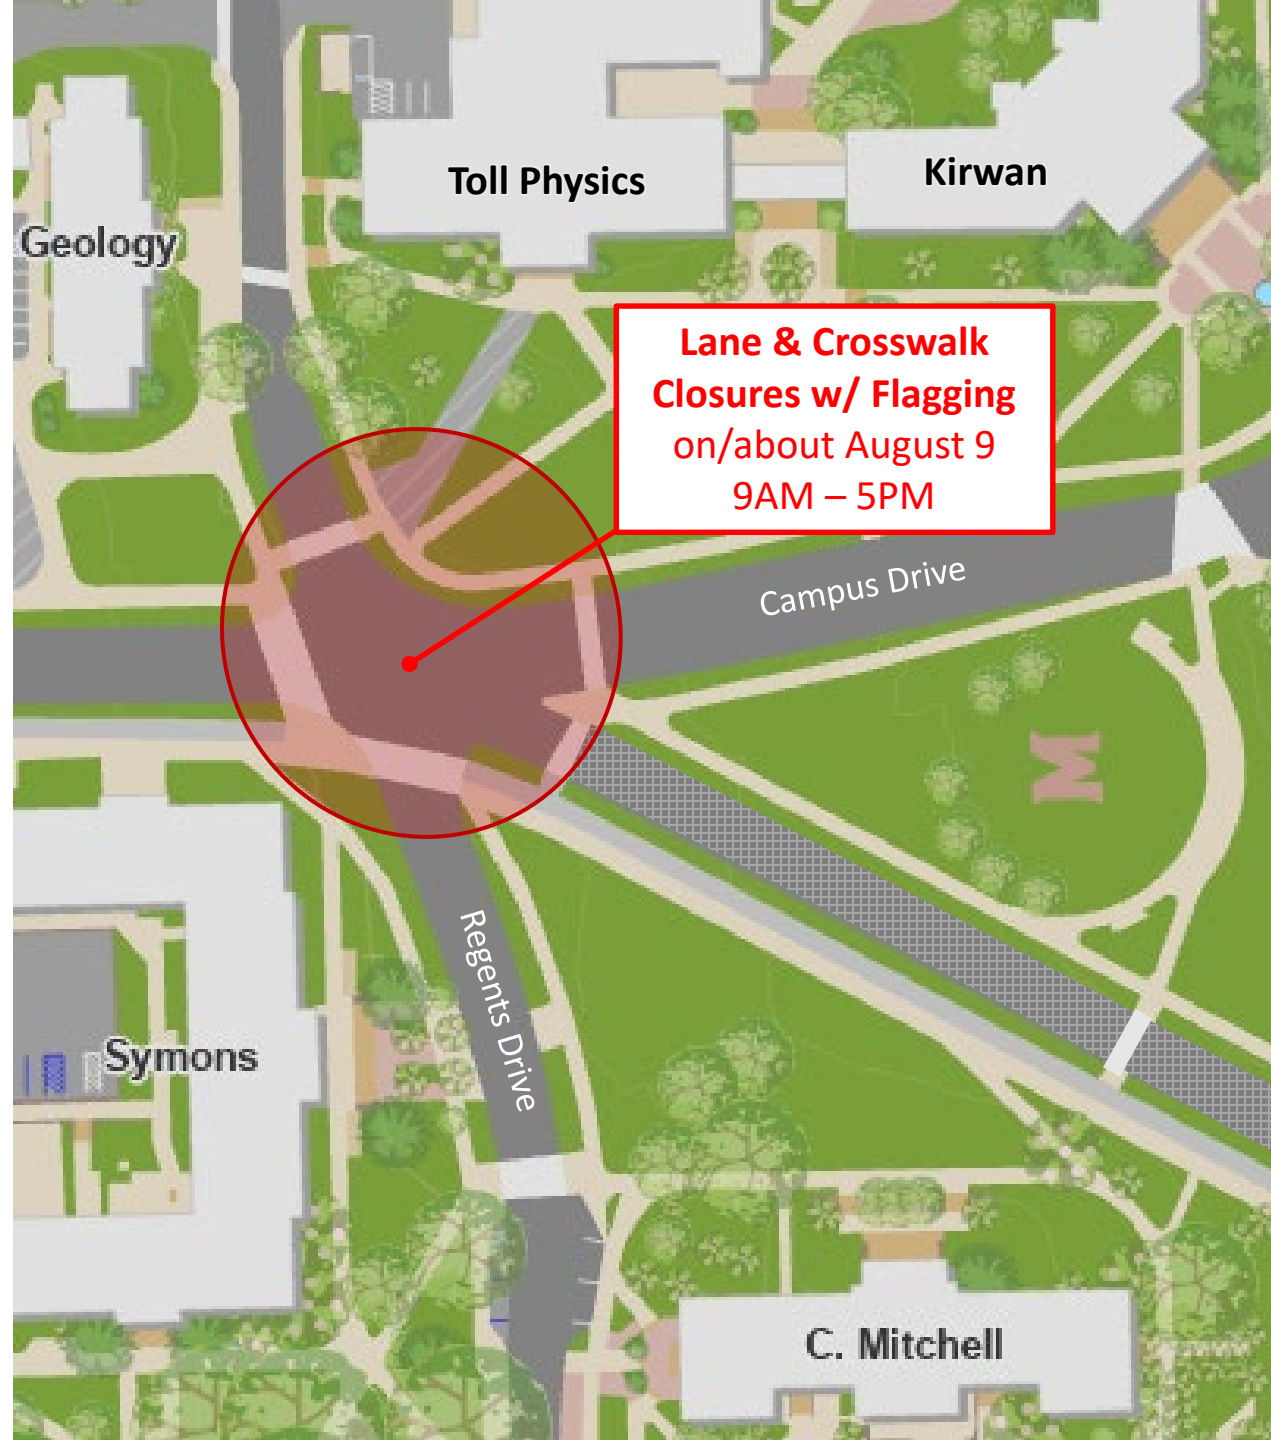 Toll Physics
Kirwan
Geology
Lane & Crosswalk
Closures w/ Flagging
on/about August 9
9AM – 5PM
Campus Drive
M
Regents Drive
Symons
C. Mitchell